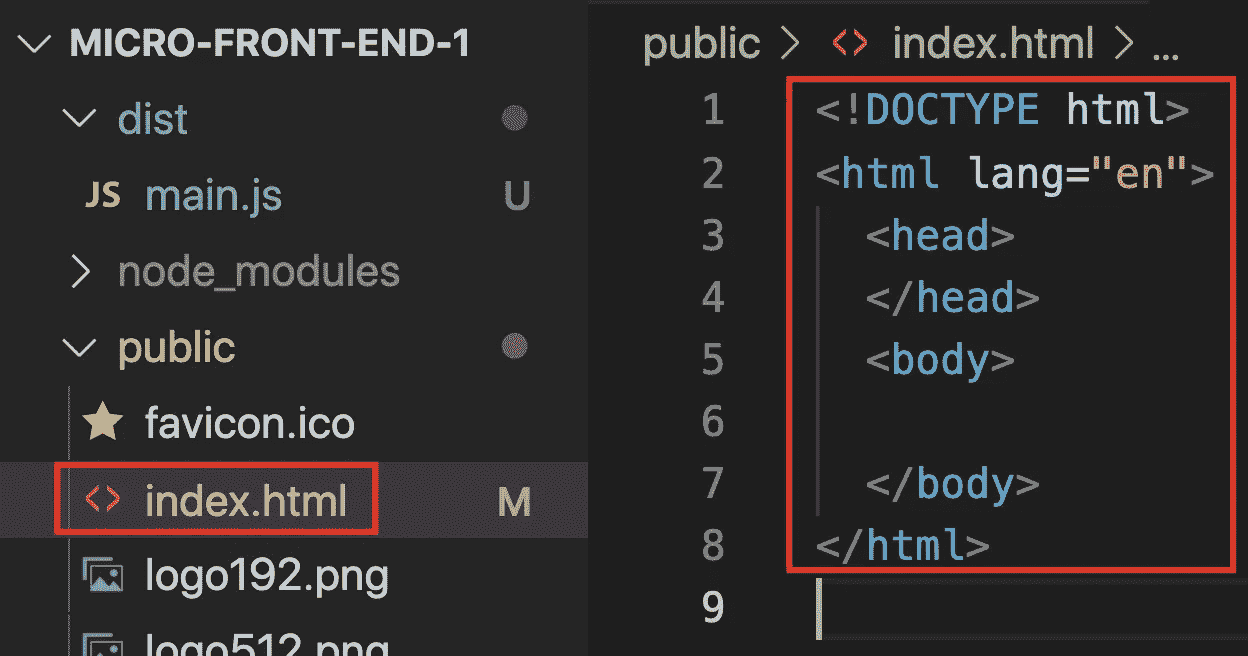 MICRO-FRONT-END-1
dist
JS main.js U
node_modules
public
favicon.ico
<> index.html M
logo192.png
logo512.png
public > <> index.html > ...
1 <!DOCTYPE html>
2 <html lang="en">
3 <head>
4 </head>
5 <body>
6
7 </body>
8 </html>
9